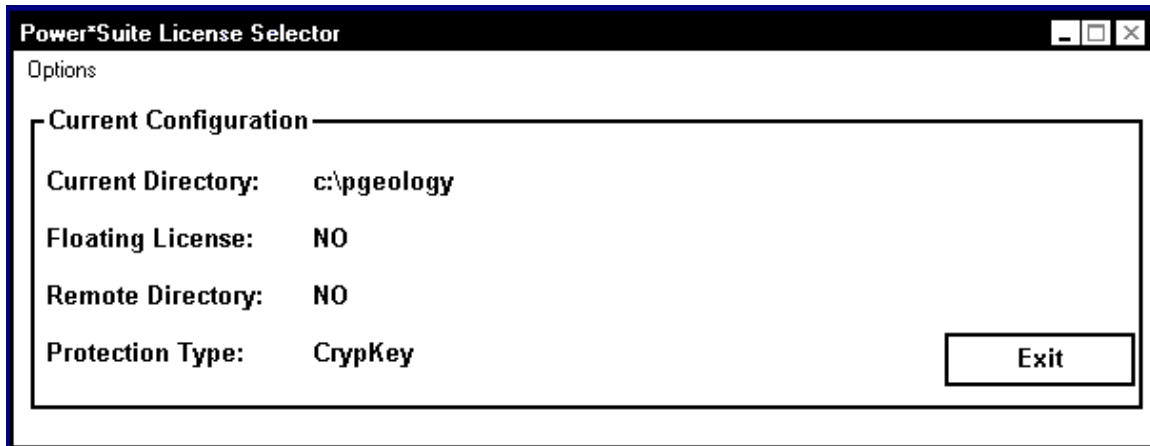 Power*Suite License Selector
Options
Current Configuration
Current Directory: c:\pgeology
Floating License: NO
Remote Directory: NO
Protection Type: CrypKey
Exit